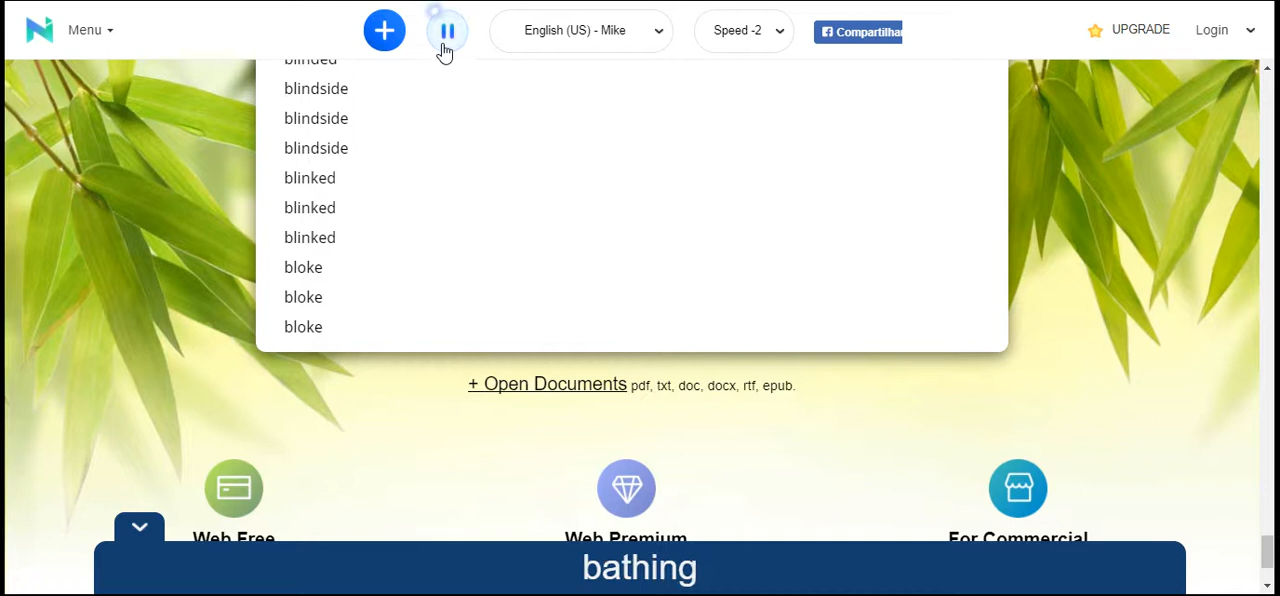 Menu
English (US) - Mike
Speed -2
Compartilhar
UPGRADE
Login
blinded
blindside
blindside
blindside
blinked
blinked
blinked
bloke
bloke
bloke
+ Open Documents pdf, txt, doc, docx, rtf, epub.
Web Free
Web Premium
For Commercial
bathing